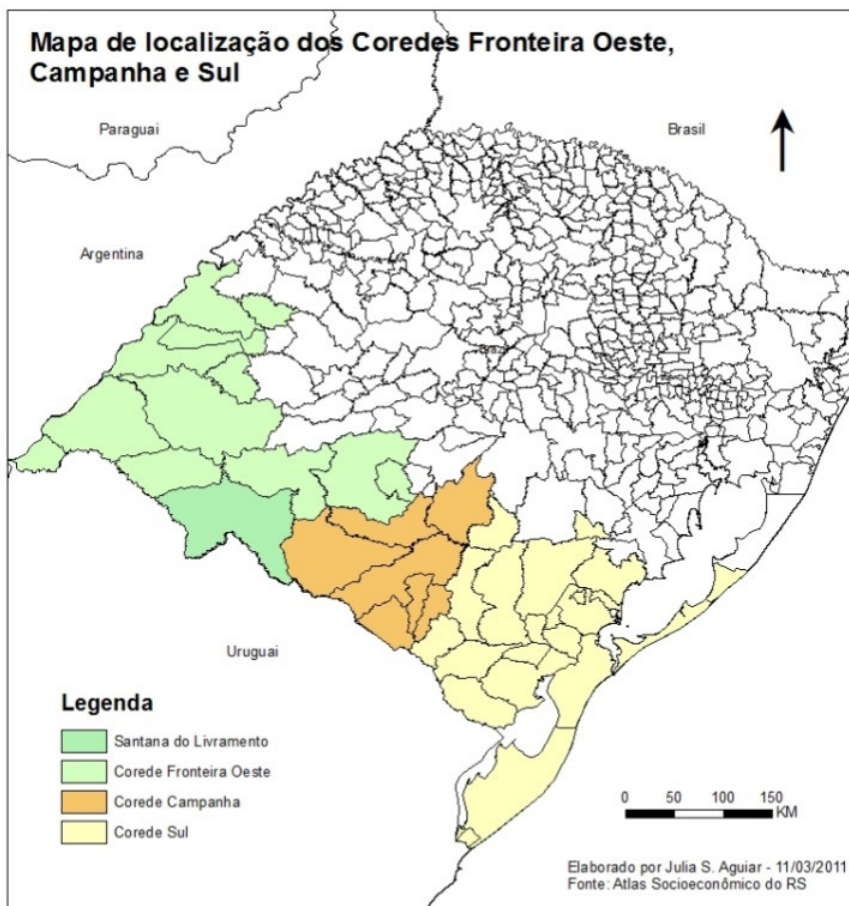 Mapa de localização dos Coredes Fronteira Oeste,
Campanha e Sul
Paraguai
Brasil
Argentina
Uruguai
Legenda
Santana do Livramento
Corede Fronteira Oeste
Corede Campanha
Corede Sul
0 50 100 150
KM
Elaborado por Julia S. Aguiar - 11/03/2011
Fonte: Atlas Socioeconômico do RS